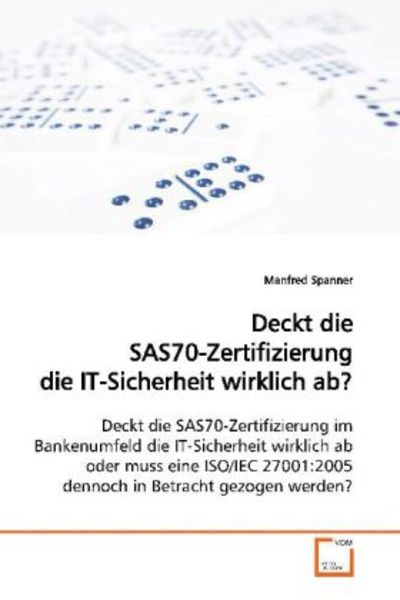 Manfred Spanner
Deckt die
SAS70-Zertifizierung
die IT-Sicherheit wirklich ab?
Deckt die SAS70-Zertifizierung im
Bankenumfeld die IT-Sicherheit wirklich ab
oder muss eine ISO/IEC 27001:2005
dennoch in Betracht gezogen werden?
VDM